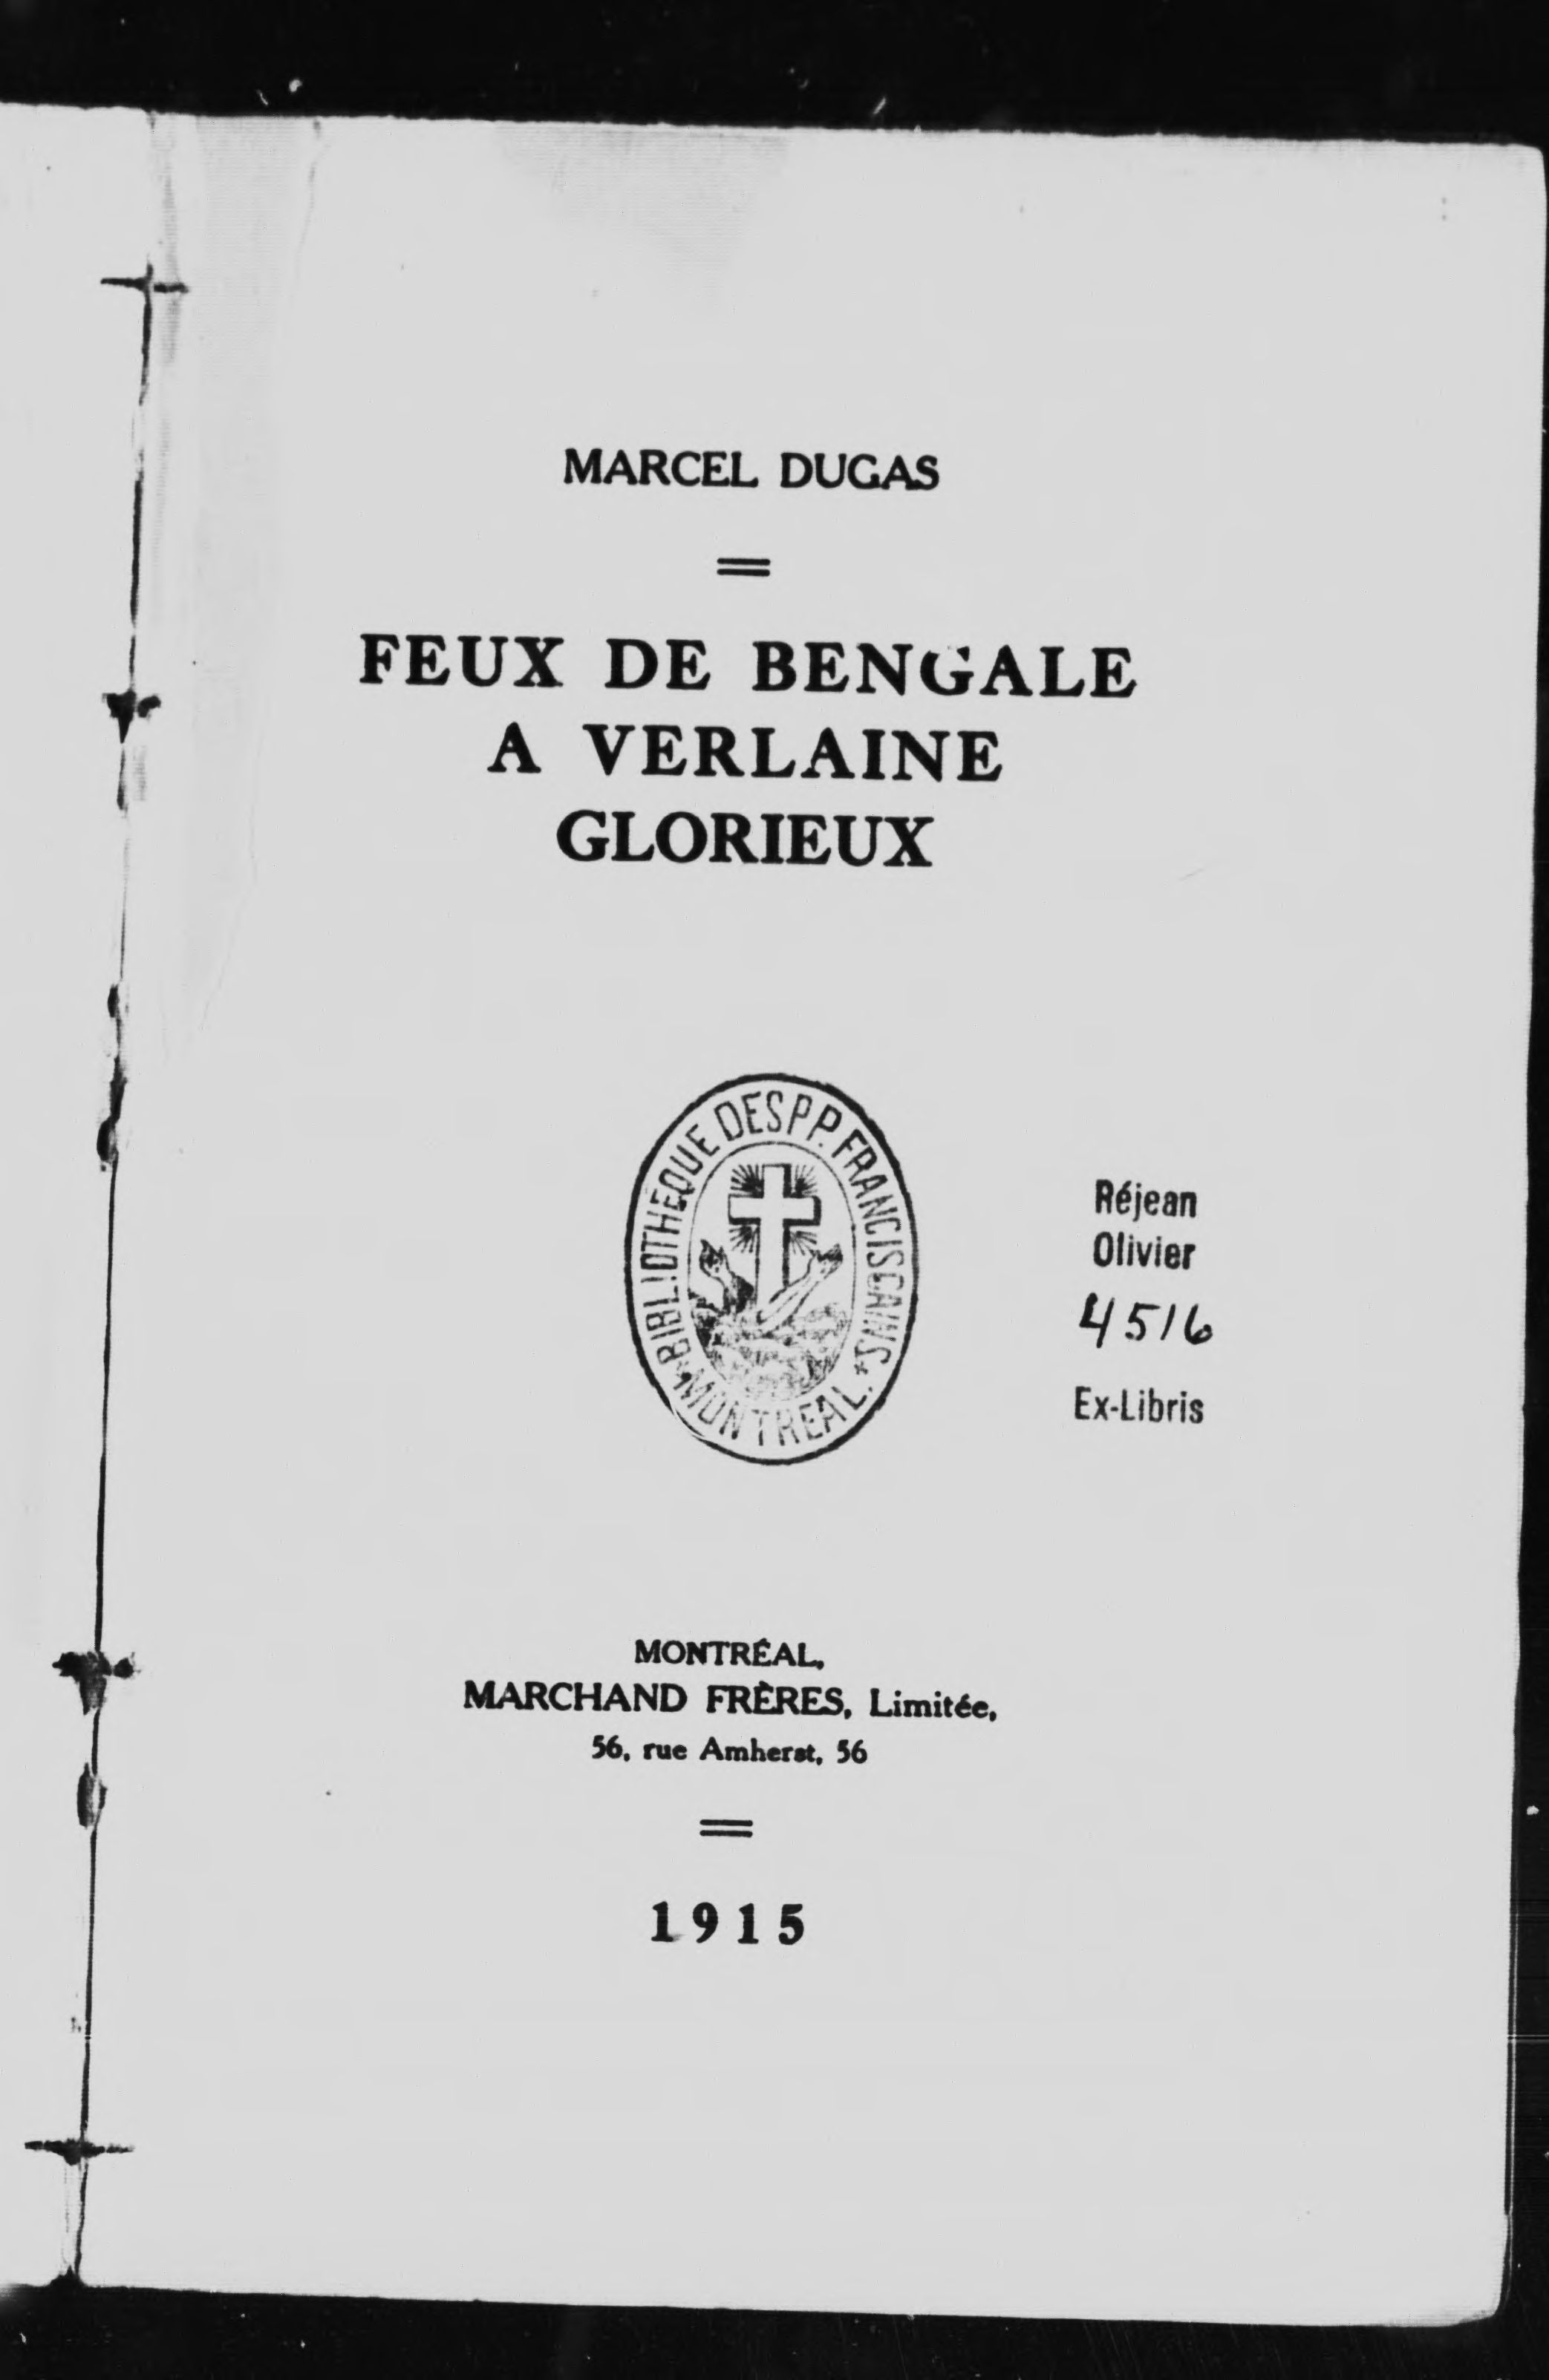 MARCEL DUGAS
FEUX DE BENGALE
A VERLAINE
GLORIEUX
BIBLIOTHÈQUE DES PP. FRANCISCAINS.
* MONTREAL. *
Réjean
Olivier
4516
Ex-Libris
MONTRÉAL,
MARCHAND FRÈRES, Limitée,
56, rue Amherst, 56
1915